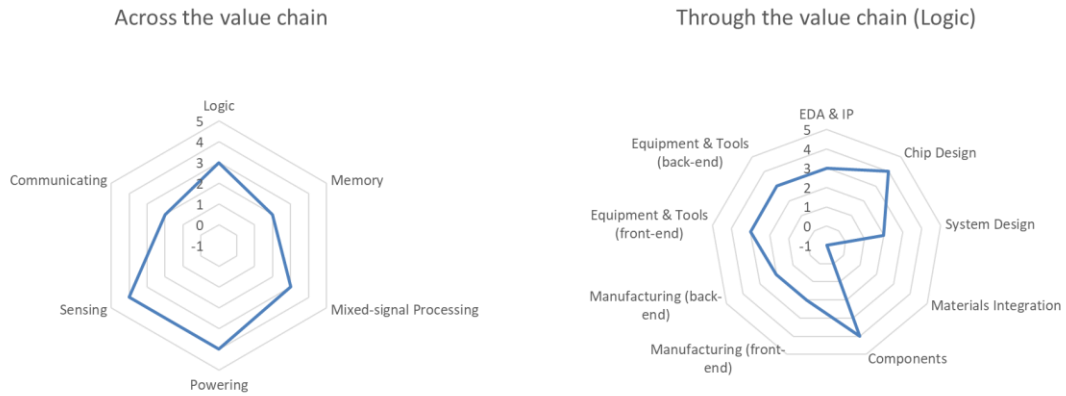 Across the value chain
Logic
5
4
3
2
1
0
-1
Memory
Mixed-signal Processing
Powering
Sensing
Communicating
Through the value chain (Logic)
EDA & IP
5
4
3
2
1
0
-1
Chip Design
System Design
Materials Integration
Components
Manufacturing (front-
end)
Manufacturing (back-
end)
Equipment & Tools
(front-end)
Equipment & Tools
(back-end)